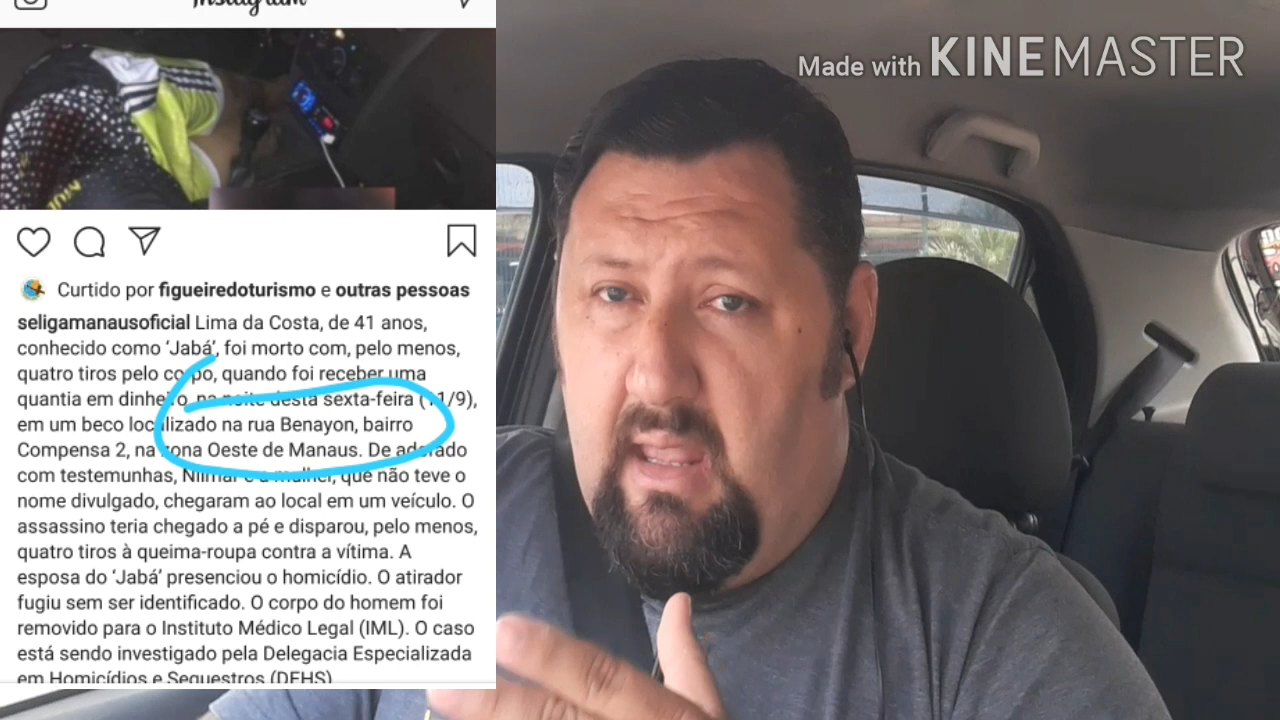 Instagram
Made with KINEMASTER
Curtido por figueiredoturismo e outras pessoas
seligamanausoficial Lima da Costa, de 41 anos,
conhecido como ‘Jabá’, foi morto com, pelo menos,
quatro tiros pelo corpo, quando foi receber uma
quantia em dinheiro, na noite desta sexta-feira (11/9),
em um beco localizado na rua Benayon, bairro
Compensa 2, na zona Oeste de Manaus. De acordo
com testemunhas, Nilmar e a mulher, que não teve o
nome divulgado, chegaram ao local em um veículo. O
assassino teria chegado a pé e disparou, pelo menos,
quatro tiros à queima-roupa contra a vítima. A
esposa do ‘Jabá’ presenciou o homicídio. O atirador
fugiu sem ser identificado. O corpo do homem foi
removido para o Instituto Médico Legal (IML). O caso
está sendo investigado pela Delegacia Especializada
em Homicídios e Sequestros (DEHS)